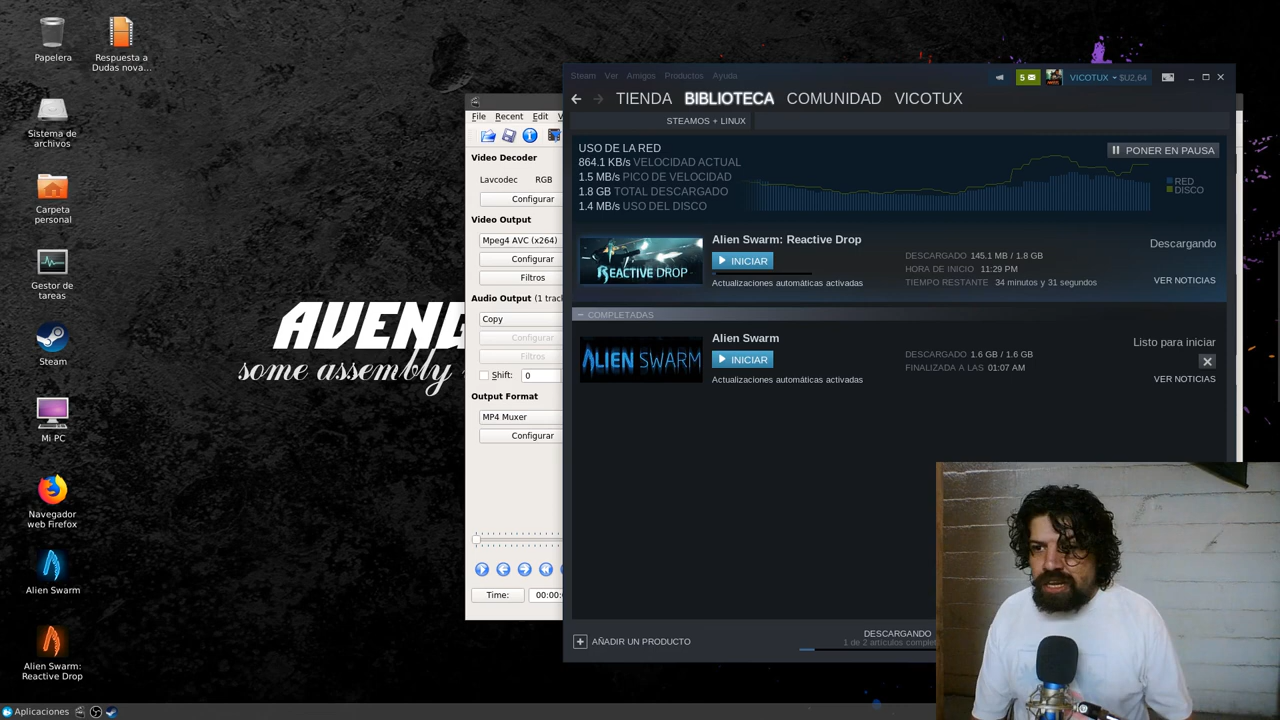 Papelera
Respuesta a
Dudas nova...
Sistema de
archivos
Carpeta
personal
Gestor de
tareas
Steam
Mi PC
Navegador
web Firefox
Alien Swarm
Alien Swarm:
Reactive Drop
AVENG
some assembly
File Recent Edit V
Video Decoder
Lavcodec RGB
Configurar
Video Output
Mpeg4 AVC (x264)
Configurar
Filtros
Audio Output (1 track
Copy
Configurar
Filtros
Shift: 0
Output Format
MP4 Muxer
Configurar
Time: 00:00:
Steam Ver Amigos Productos Ayuda
5
VICOTUX $U2,64
TIENDA BIBLIOTECA COMUNIDAD VICOTUX
STEAMOS + LINUX
USO DE LA RED
864.1 KB/s VELOCIDAD ACTUAL
1.5 MB/s PICO DE VELOCIDAD
1.8 GB TOTAL DESCARGADO
1.4 MB/s USO DEL DISCO
PONER EN PAUSA
RED
DISCO
REACTIVE DROP
Alien Swarm: Reactive Drop
INICIAR
Actualizaciones automáticas activadas
DESCARGADO 145.1 MB / 1.8 GB
HORA DE INICIO 11:29 PM
TIEMPO RESTANTE 34 minutos y 31 segundos
Descargando
VER NOTICIAS
COMPLETADAS
ALIEN SWARM
Alien Swarm
INICIAR
Actualizaciones automáticas activadas
DESCARGADO 1.6 GB / 1.6 GB
FINALIZADA A LAS 01:07 AM
Listo para iniciar
VER NOTICIAS
AÑADIR UN PRODUCTO
DESCARGANDO
1 de 2 artículos complet
Aplicaciones